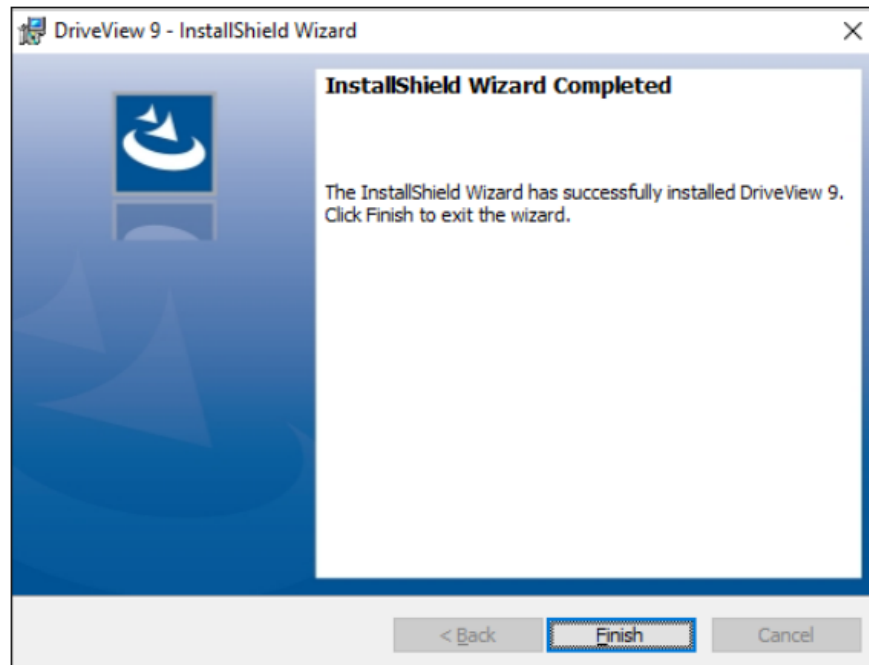 DriveView 9 - InstallShield Wizard
InstallShield Wizard Completed
The InstallShield Wizard has successfully installed DriveView 9.
Click Finish to exit the wizard.
< Back
Finish
Cancel